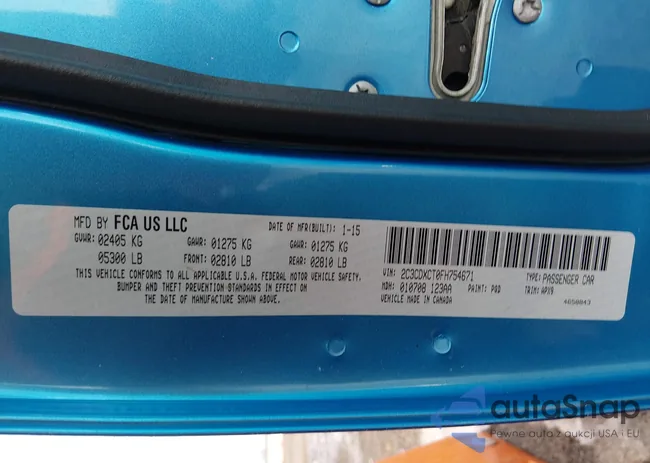 MFD BY FCA US LLC DATE OF MFR(BUILT): 1-15
GVWR: 02405 KG GAWR: 01275 KG GAWR: 01275 KG
05300 LB FRONT: 02810 LB REAR: 02810 LB
THIS VEHICLE CONFORMS TO ALL APPLICABLE U.S.
FEDERAL MOTOR VEHICLE SAFETY,
BUMPER AND THEFT PREVENTION STANDARDS IN EFFECT ON
THE DATE OF MANUFACTURE SHOWN ABOVE.
VIN: 2C3CDXCT0FH754671 TYPE: PASSENGER CAR
MDH: 010708 123AA PAINT: PQD TRIM: APX9
VEHICLE MADE IN CANADA 4650843
autoSnap
Pewne auta z aukcji USA i EU